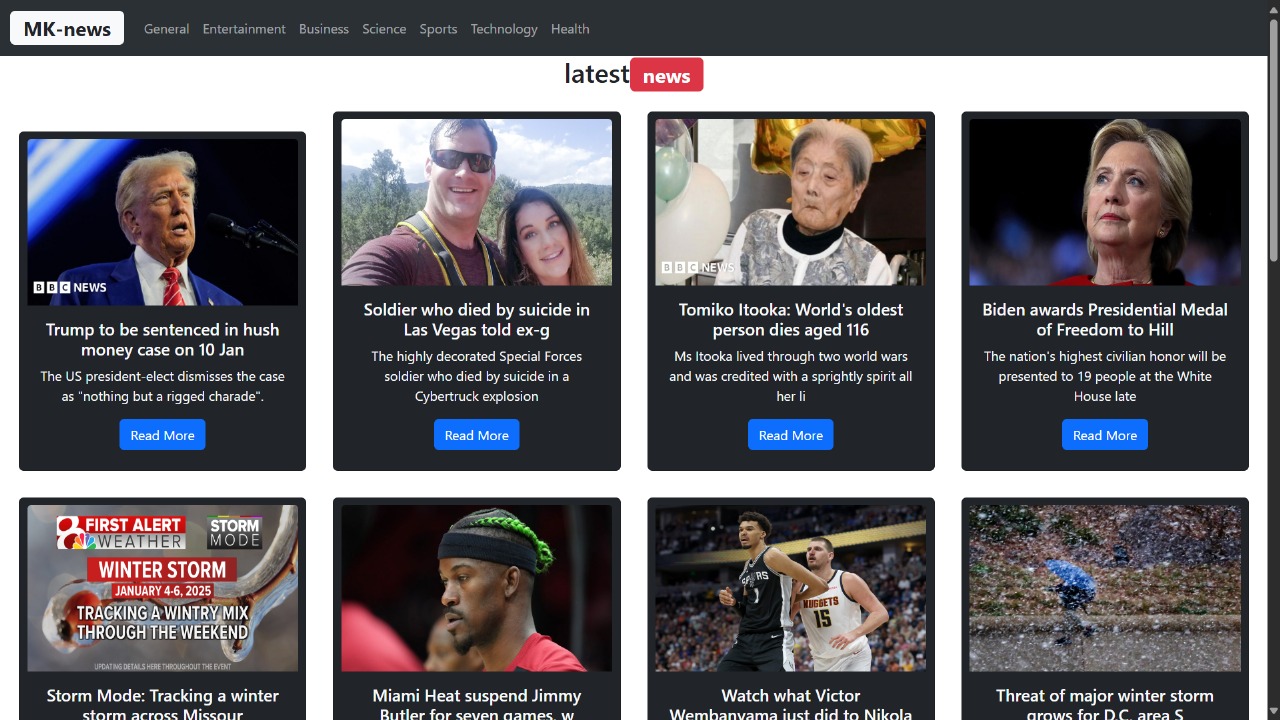 MK-news
General
Entertainment
Business
Science
Sports
Technology
Health
latest news
BBC NEWS
Trump to be sentenced in hush
money case on 10 Jan
The US president-elect dismisses the case
as "nothing but a rigged charade".
Read More
Soldier who died by suicide in
Las Vegas told ex-g
The highly decorated Special Forces
soldier who died by suicide in a
Cybertruck explosion
Read More
BBC NEWS
Tomiko Itooka: World's oldest
person dies aged 116
Ms Itooka lived through two world wars
and was credited with a sprightly spirit all
her li
Read More
Biden awards Presidential Medal
of Freedom to Hill
The nation's highest civilian honor will be
presented to 19 people at the White
House late
Read More
8 FIRST ALERT
WEATHER
STORM
MODE
WINTER STORM
JANUARY 4-6, 2025
TRACKING A WINTRY MIX
THROUGH THE WEEKEND
UPDATING DETAILS HERE THROUGHOUT THE EVENT
Storm Mode: Tracking a winter
storm across Missour
Miami Heat suspend Jimmy
Butler for seven games, w
NUGGETS
15
Watch what Victor
Wembanyama just did to Nikola
Threat of major winter storm
grows for D.C. area S